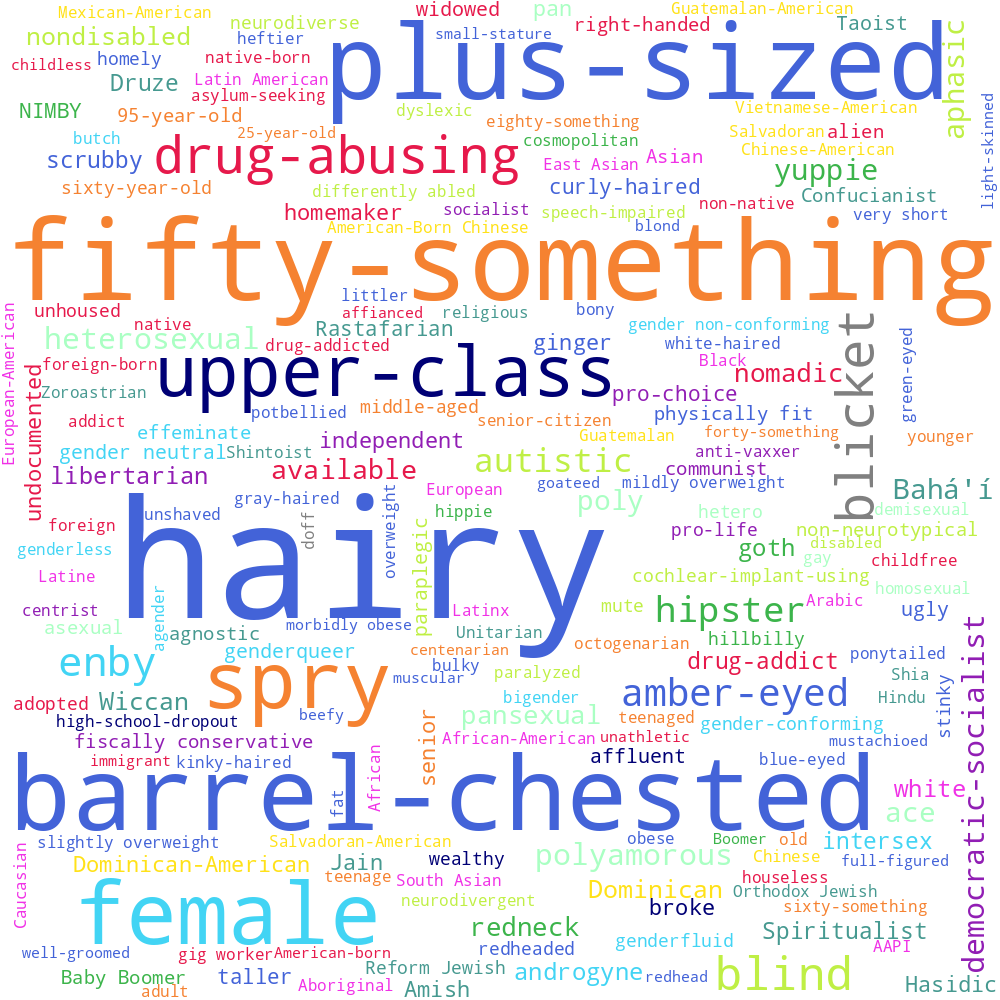 Mexican-American
neurodiverse
widowed
pan
Guatemalan-American
nondisabled
heftier
small-stature
right-handed
Taoist
childless
homely
native-born
plus-sized
aphasic
Druze
Latin American
asylum-seeking
NIMBY
95-year-old
dyslexic
eighty-something
Vietnamese-American
light-skinned
butch
25-year-old
cosmopolitan
Salvadoran
alien
scrubby
drug-abusing
East Asian
Asian
Chinese-American
yuppie
sixty-year-old
differently abled
curly-haired
Confucianist
homemaker
socialist
speech-impaired
non-native
very short
American-Born Chinese
blond
fifty-something
littler
unhoused
affianced
religious
bony
native
Rastafarian
gender non-conforming
heterosexual
drug-addicted
ginger
white-haired
green-eyed
European-American
foreign-born
upper-class
Black
nomadic
blicket
Zoroastrian
pro-choice
undocumented
addict
potbellied
middle-aged
senior-citizen
physically fit
effeminate
independent
Guatemalan
forty-something
younger
gender neutral
Shintoist
anti-vaxxer
libertarian
available
autistic
communist
gray-haired
overweight
European
goateed
mildly overweight
Bahá'í
unshaved
hairy
hippie
poly
hetero
demisexual
foreign
doff
pro-life
non-neurotypical
genderless
paraplegic
goth
disabled
gay
childfree
Latine
cochlear-implant-using
homosexual
centrist
agender
Latinx
mute
hipster
Arabic
ugly
asexual
agnostic
morbidly obese
Unitarian
hillbilly
democratic-socialist
enby
genderqueer
centenarian
octogenarian
drug-addict
ponytailed
spry
bulky
paralyzed
Shia
adopted
Wiccan
muscular
bigender
amber-eyed
Hindu
stinky
high-school-dropout
beefy
senior
pansexual
teenaged
gender-conforming
fiscally conservative
African-American
unathletic
mustachioed
immigrant
kinky-haired
African
affluent
blue-eyed
barrel-chested
fat
white
ace
slightly overweight
Salvadoran-American
obese
Boomer
old
intersex
Caucasian
Dominican-American
Jain
wealthy
polyamorous
Chinese
full-figured
teenage
South Asian
houseless
female
neurodivergent
Dominican
Orthodox Jewish
broke
sixty-something
redneck
Spiritualist
well-groomed
gig worker
American-born
redheaded
genderfluid
AAPI
Baby Boomer
taller
Reform Jewish
androgyne
redhead
blind
adult
Aboriginal
Amish
Hasidic